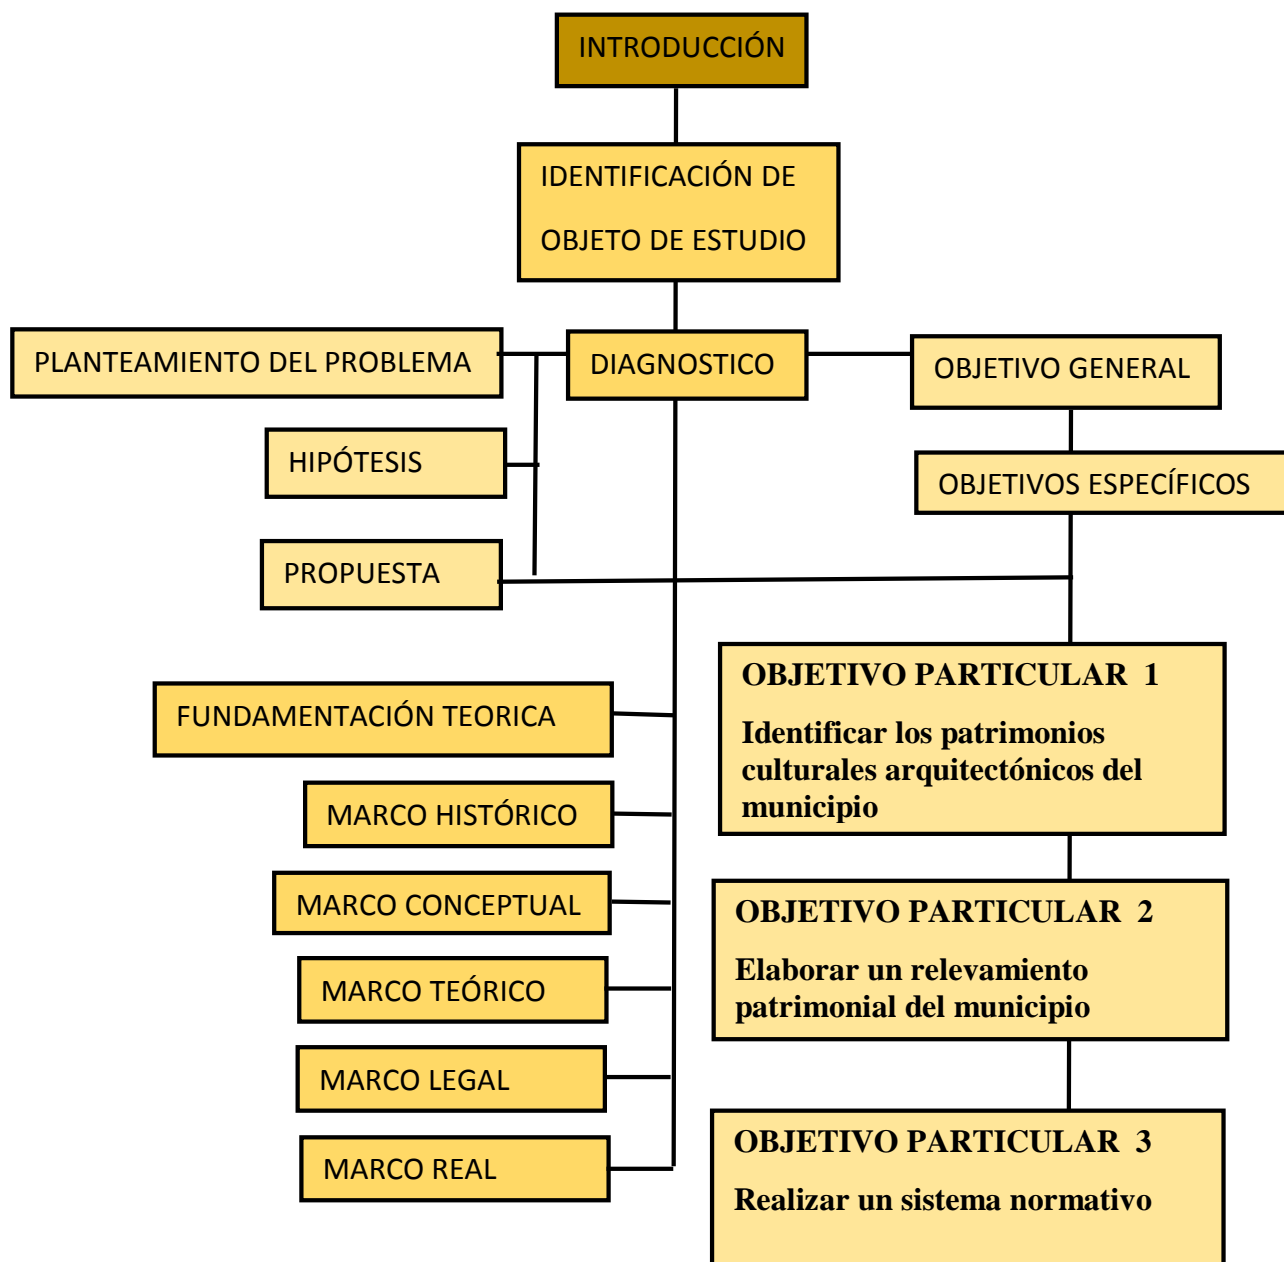 INTRODUCCIÓN
IDENTIFICACIÓN DE
OBJETO DE ESTUDIO
PLANTEAMIENTO DEL PROBLEMA
DIAGNOSTICO
OBJETIVO GENERAL
HIPÓTESIS
OBJETIVOS ESPECÍFICOS
PROPUESTA
FUNDAMENTACIÓN TEORICA
MARCO HISTÓRICO
MARCO CONCEPTUAL
MARCO TEÓRICO
MARCO LEGAL
MARCO REAL
OBJETIVO PARTICULAR 1
Identificar los patrimonios
culturales arquitectónicos del
municipio
OBJETIVO PARTICULAR 2
Elaborar un relevamiento
patrimonial del municipio
OBJETIVO PARTICULAR 3
Realizar un sistema normativo